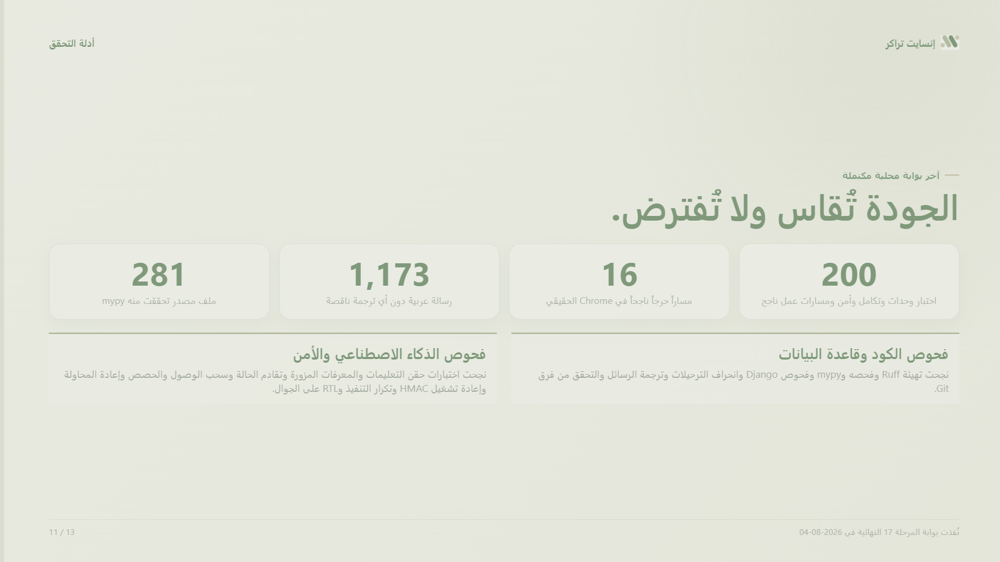 إنسايت تراكر
أدلة التحقق
آخر بوابة محلية مكتملة
الجودة تُقاس ولا تُفترض.
200
اختبار وحدات وتكامل وأمن ومسارات عمل ناجح
16
مساراً حرجاً ناجحاً في Chrome الحقيقي
1,173
رسالة عربية دون أي ترجمة ناقصة
281
ملف مصدر تحققت منه mypy
فحوص الكود وقاعدة البيانات
نجحت تهيئة Ruff وفحصه وmypy وفحوص Django وانحراف الترحيلات وترجمة الرسائل والتحقق من فرق
Git.
فحوص الذكاء الاصطناعي والأمن
نجحت اختبارات حقن التعليمات والمعرفات المزورة وتقادم الحالة وسحب الوصول والحصص وإعادة المحاولة
وإعادة تشغيل HMAC وتكرار التنفيذ وRTL على الجوال.
نُفذت بوابة المرحلة 17 النهائية في 2026-08-04
11 / 13